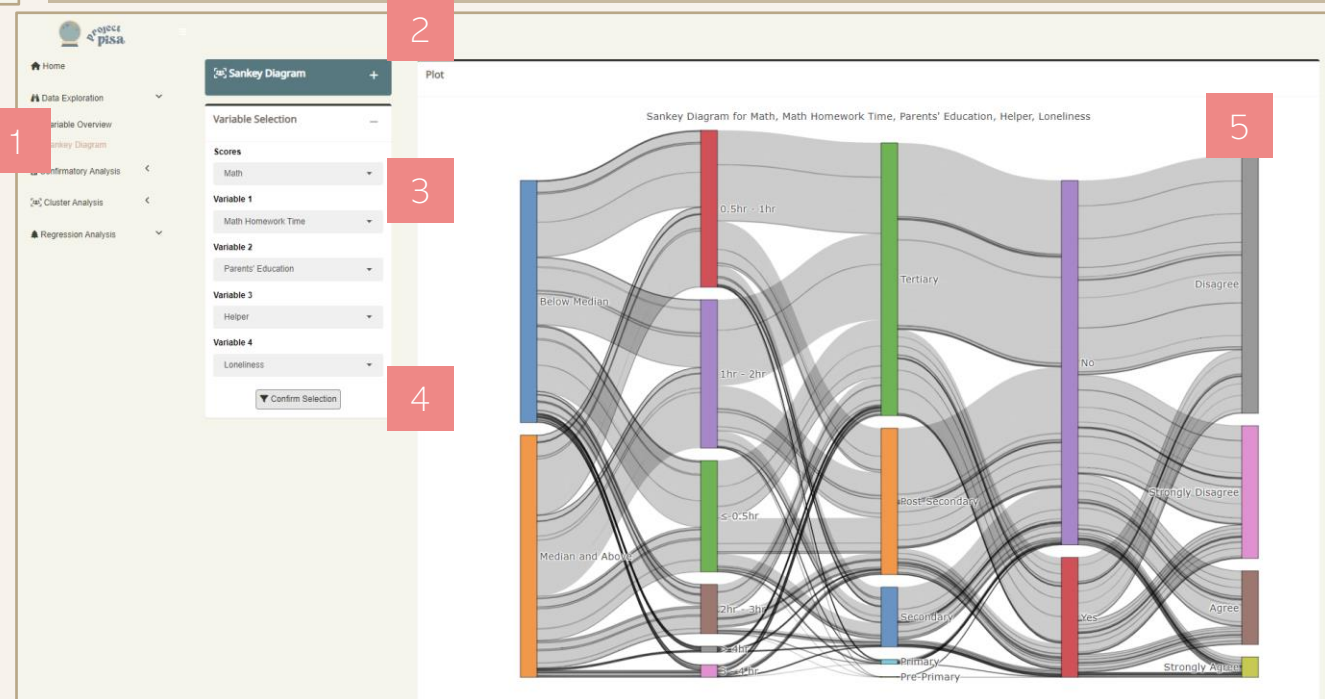 Project
pisa
2
Home
Sankey Diagram +
Plot
Data Exploration
Variable Selection
Sankey Diagram for Math, Math Homework Time, Parents' Education, Helper, Loneliness
1
5
Variable Overview
Sankey Diagram
Scores
Confirmatory Analysis
Math
3
Cluster Analysis
Variable 1
Math Homework Time
Regression Analysis
Variable 2
Parents' Education
Variable 3
Helper
Variable 4
Loneliness
Confirm Selection
4
Below Median
Median and Above
0.5hr - 1hr
1hr - 2hr
≤ 0.5hr
2hr - 3hr
Tertiary
Post-Secondary
Secondary
Primary
Pre-Primary
No
Yes
Disagree
Strongly Disagree
Agree
Strongly Agree